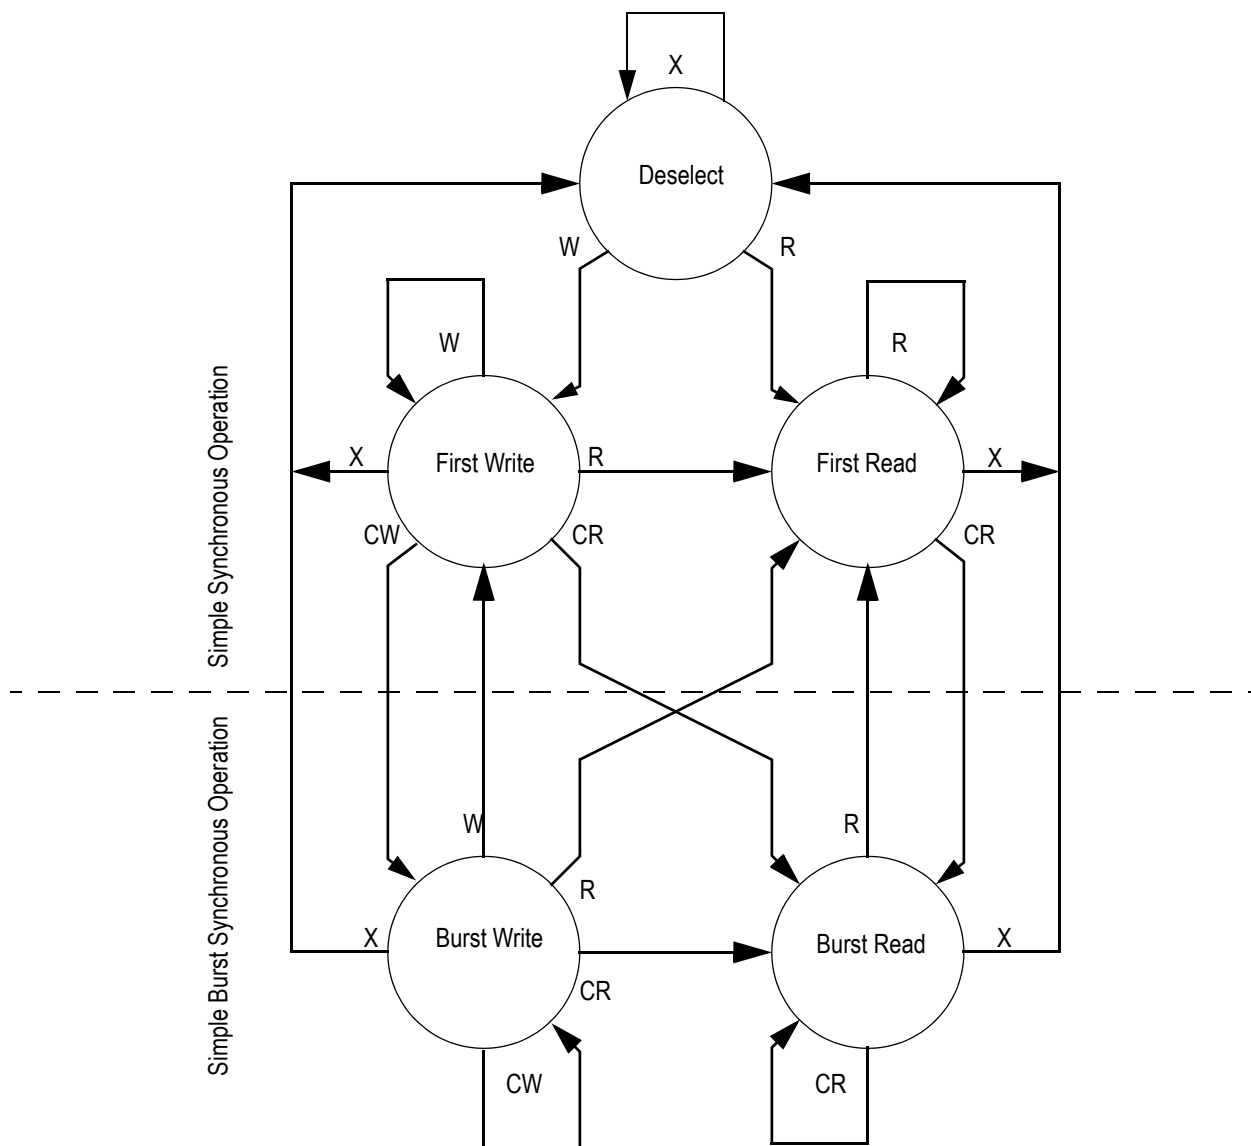 X
Deselect
W
R
W
R
X
First Write
R
First Read
X
CW
CR
CR
Simple Synchronous Operation
Simple Burst Synchronous Operation
W
R
R
X
Burst Write
Burst Read
X
CR
CW
CR